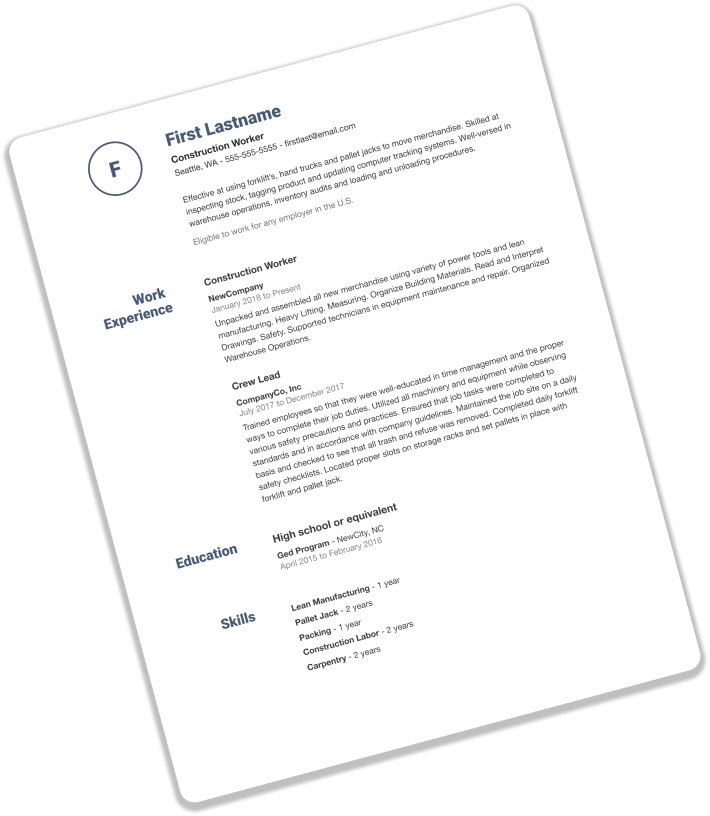 F
First Lastname
Construction Worker
Seattle, WA - 555-555-5555 - firstlast@email.com
Effective at using forklift's, hand trucks and pallet jacks to move merchandise. Skilled at
inspecting stock, tagging product and updating computer tracking systems. Well-versed in
warehouse operations, inventory audits and loading and unloading procedures.
Eligible to work for any employer in the U.S.
Work
Experience
Construction Worker
NewCompany
January 2018 to Present
Unpacked and assembled all new merchandise using variety of power tools and lean
manufacturing. Heavy Lifting. Measuring. Organize Building Materials. Read and Interpret
Drawings. Safety. Supported technicians in equipment maintenance and repair. Organized
Warehouse Operations.
Crew Lead
CompanyCo, Inc
July 2017 to December 2017
Trained employees so that they were well-educated in time management and the proper
ways to complete their job duties. Utilized all machinery and equipment while observing
various safety precautions and practices. Ensured that job tasks were completed to
standards and in accordance with company guidelines. Maintained the job site on a daily
basis and checked to see that all trash and refuse was removed. Completed daily forklift
safety checklists. Located proper slots on storage racks and set pallets in place with
forklift and pallet jack.
Education
High school or equivalent
Ged Program - NewCity, NC
April 2015 to February 2016
Skills
Lean Manufacturing - 1 year
Pallet Jack - 2 years
Packing - 1 year
Construction Labor - 2 years
Carpentry - 2 years